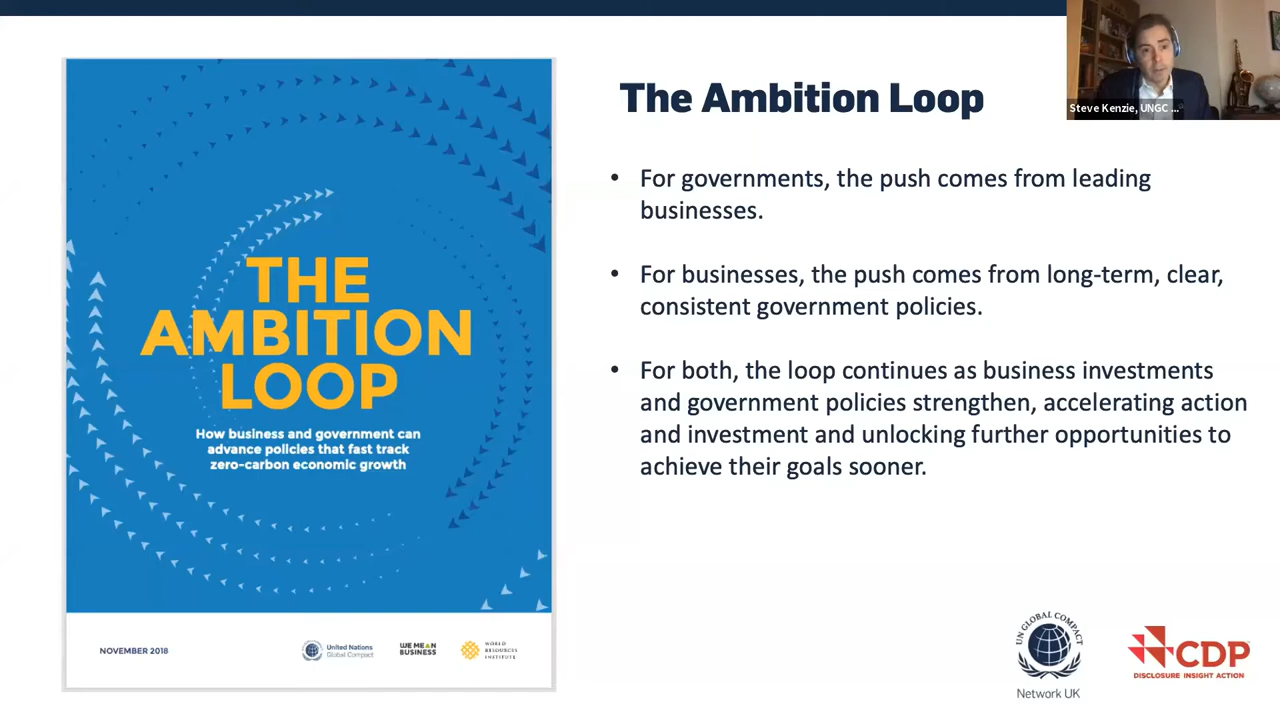 THE
AMBITION
LOOP
How business and government can
advance policies that fast track
zero-carbon economic growth
NOVEMBER 2018
United Nations
Global Compact
WE MEAN
BUSINESS
WORLD
RESOURCES
INSTITUTE
The Ambition Loop
• For governments, the push comes from leading
businesses.
• For businesses, the push comes from long-term, clear,
consistent government policies.
• For both, the loop continues as business investments
and government policies strengthen, accelerating action
and investment and unlocking further opportunities to
achieve their goals sooner.
Steve Kenzie, UNGC ...
UN GLOBAL COMPACT
Network UK
CDP
DISCLOSURE INSIGHT ACTION